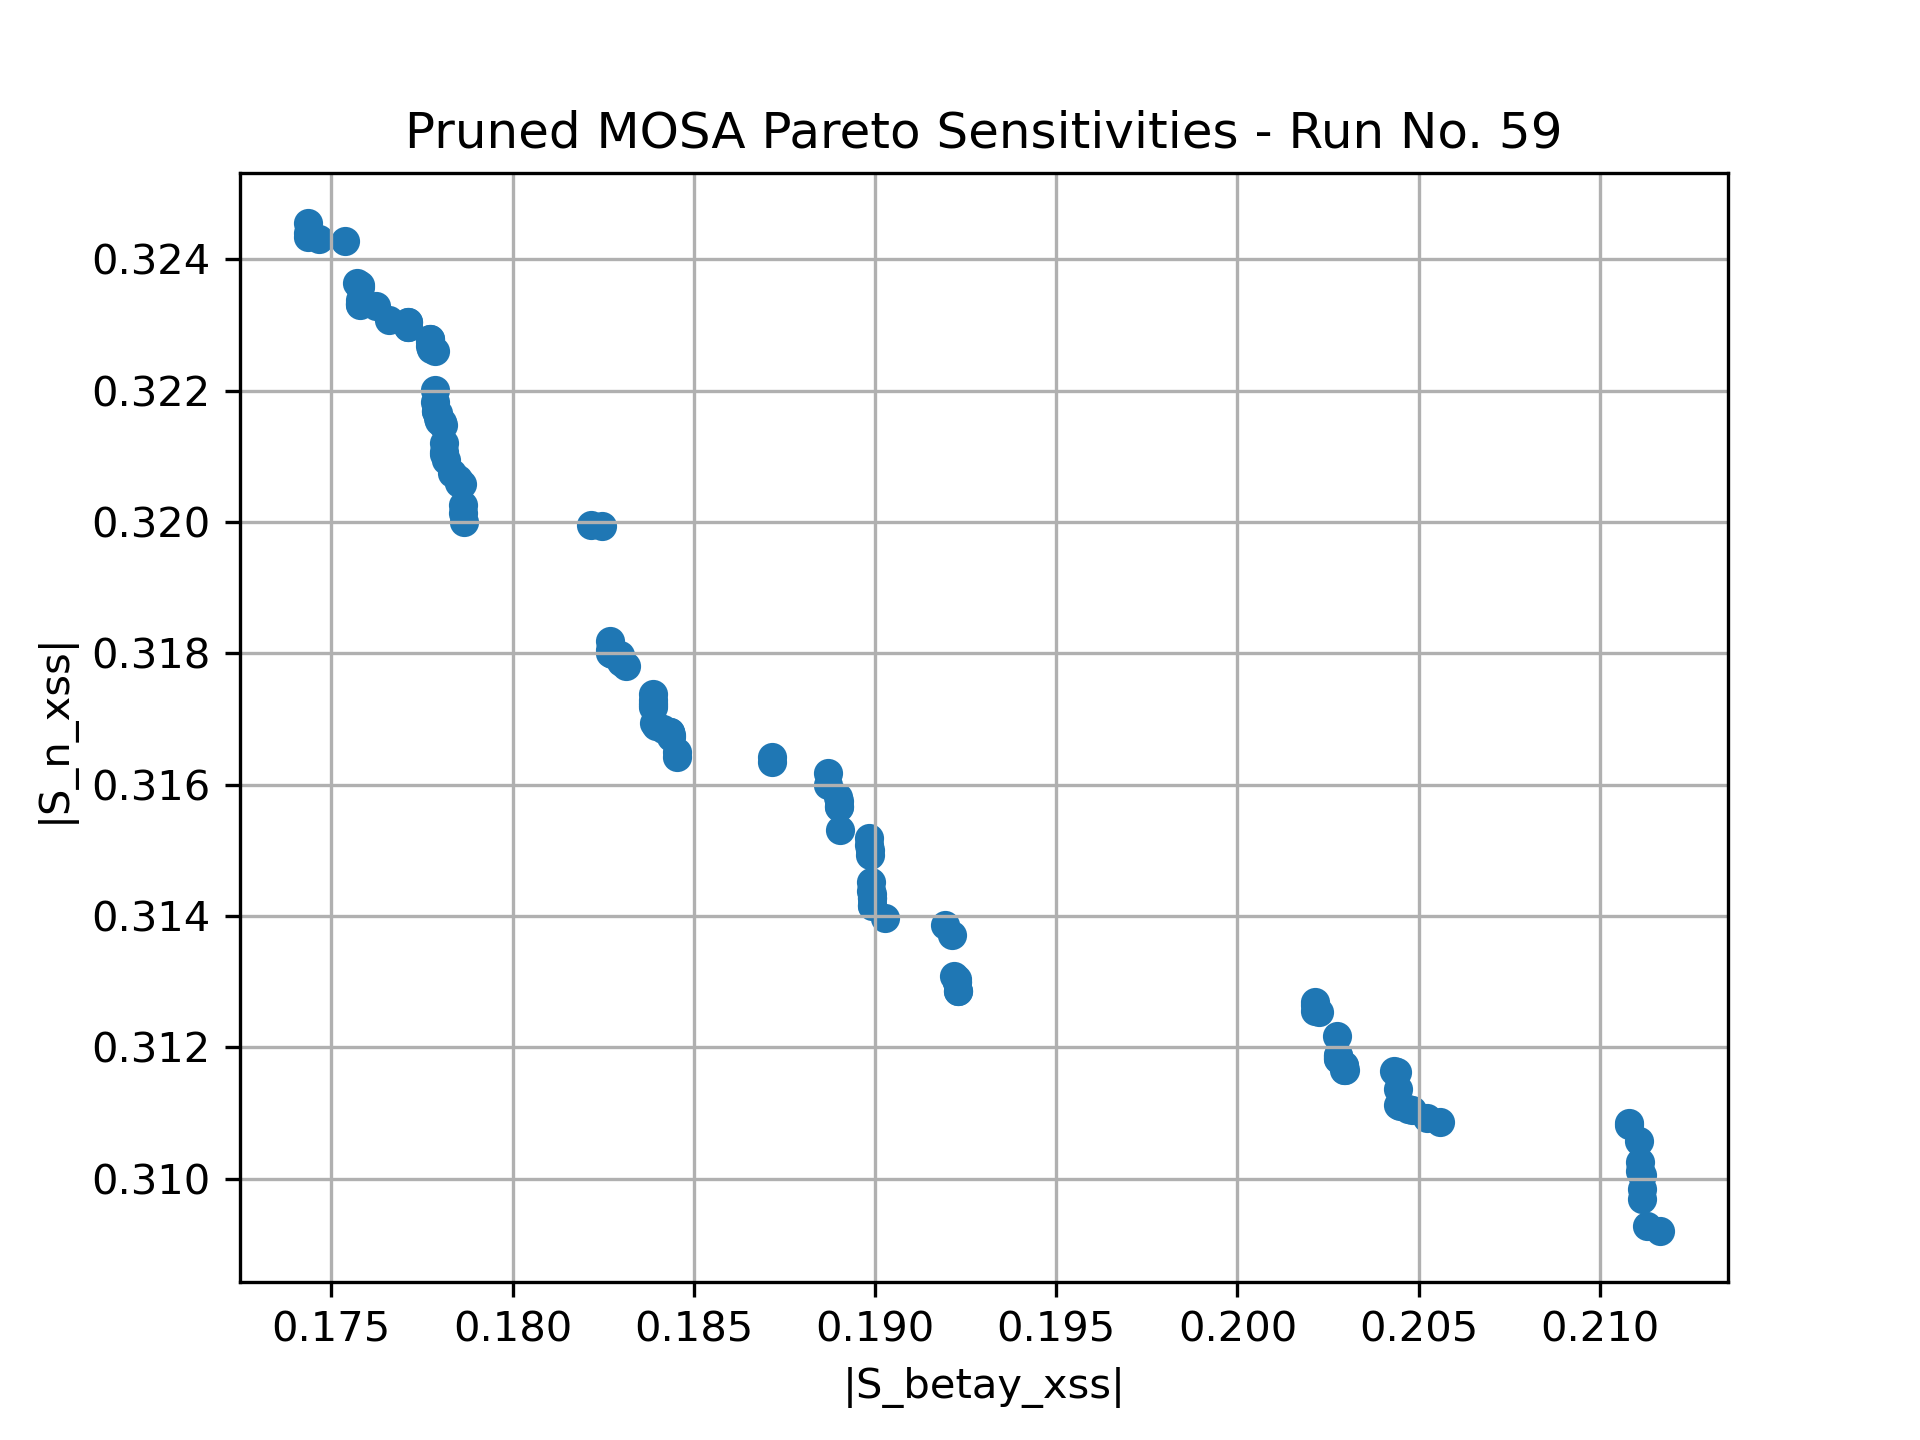 Pruned MOSA Pareto Sensitivities - Run No. 59
|S_n_xss|
0.324
0.322
0.320
0.318
0.316
0.314
0.312
0.310
0.175 0.180 0.185 0.190 0.195 0.200 0.205 0.210
|S_betay_xss|